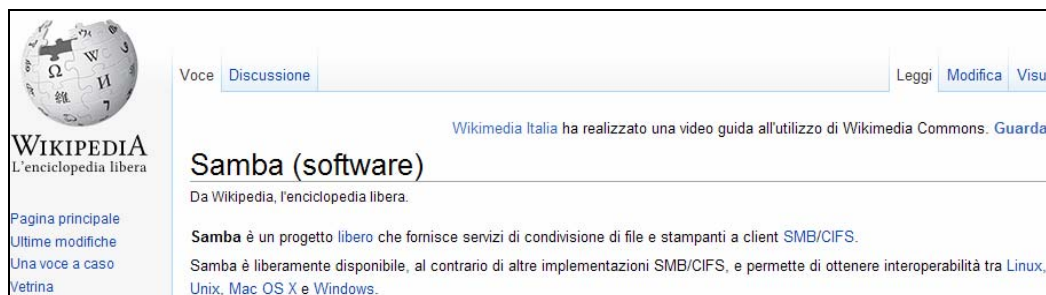 Voce Discussione Leggi Modifica Visu
Wikimedia Italia ha realizzato una video guida all'utilizzo di Wikimedia Commons. Guarda
WIKIPEDIA
L'enciclopedia libera
Samba (software)
Da Wikipedia, l'enciclopedia libera.
Pagina principale
Ultime modifiche
Una voce a caso
Vetrina
Samba è un progetto libero che fornisce servizi di condivisione di file e stampanti a client SMB/CIFS.
Samba è liberamente disponibile, al contrario di altre implementazioni SMB/CIFS, e permette di ottenere interoperabilità tra Linux,
Unix, Mac OS X e Windows.